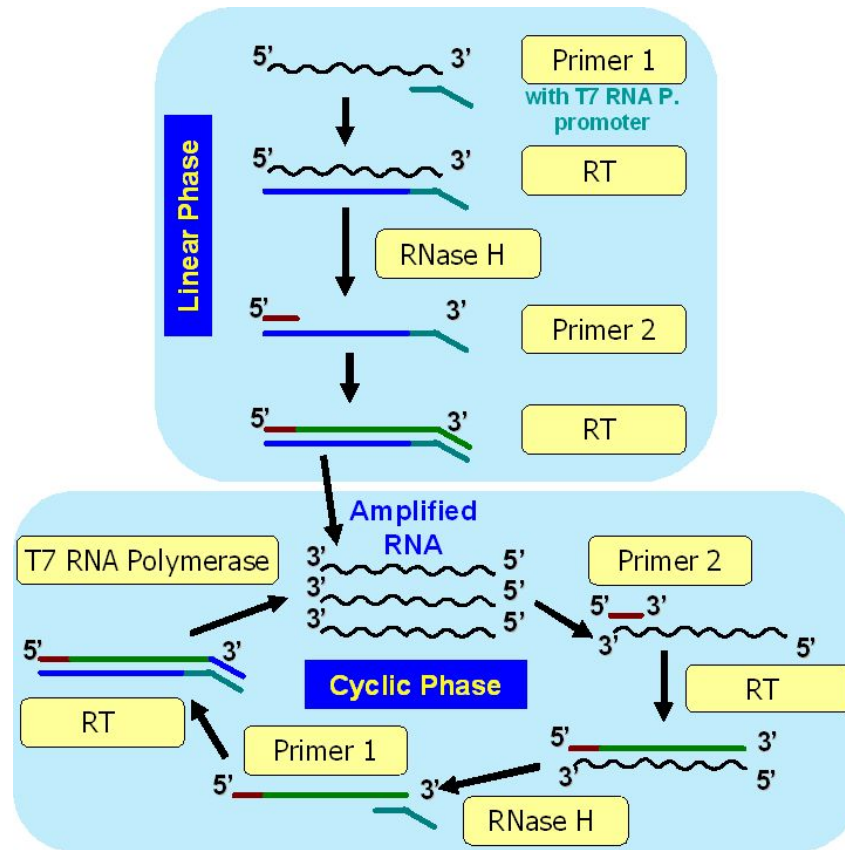 5’ 3’
Primer 1
with T7 RNA P.
promoter
5’ 3’
RT
Linear Phase
RNase H
5’ 3’
Primer 2
5’ 3’
RT
Amplified
RNA
T7 RNA Polymerase
3’ 5’
3’ 5’
3’ 5’
Primer 2
5’ 3’
3’ 5’
5’ 3’
Cyclic Phase
RT
RT
Primer 1
5’ 3’
3’ 5’
5’ 3’
RNase H